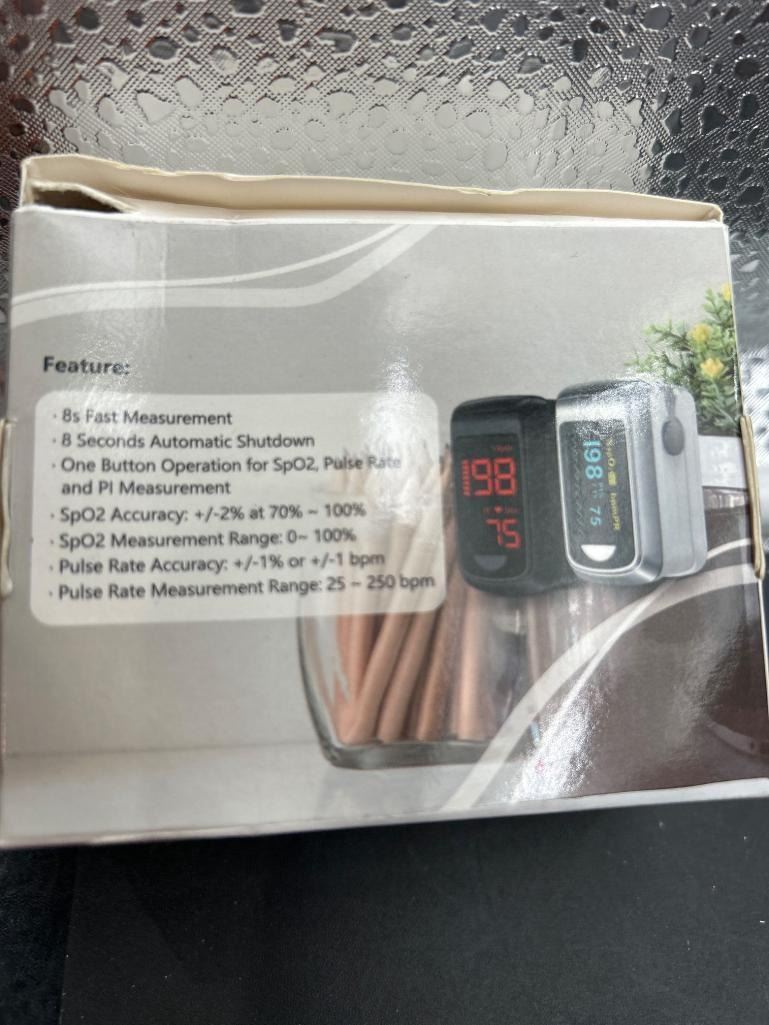 Feature:
· 8s Fast Measurement
· 8 Seconds Automatic Shutdown
· One Button Operation for SpO2, Pulse Rate
and PI Measurement
· SpO2 Accuracy: +/-2% at 70% ~ 100%
· SpO2 Measurement Range: 0~ 100%
· Pulse Rate Accuracy: +/-1% or +/-1 bpm
· Pulse Rate Measurement Range: 25 ~ 250 bpm
98
75
%SpO2
98
75